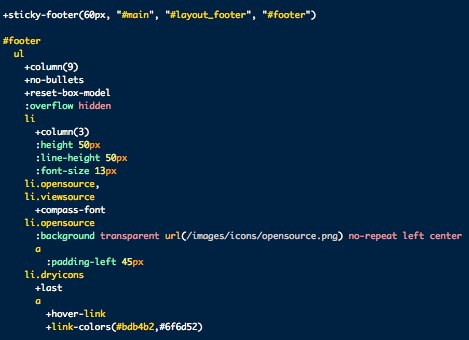 +sticky-footer(60px, "#main", "#layout_footer", "#footer")
#footer
ul
+column(9)
+no-bullets
+reset-box-model
:overflow hidden
li
+column(3)
:height 50px
:line-height 50px
:font-size 13px
li.opensource,
li.viewsource
+compass-font
li.opensource
:background transparent url(/images/icons/opensource.png) no-repeat left center
a
:padding-left 45px
li.dryicons
+last
a
+hover-link
+link-colors(#bdb4b2,#6f6d52)